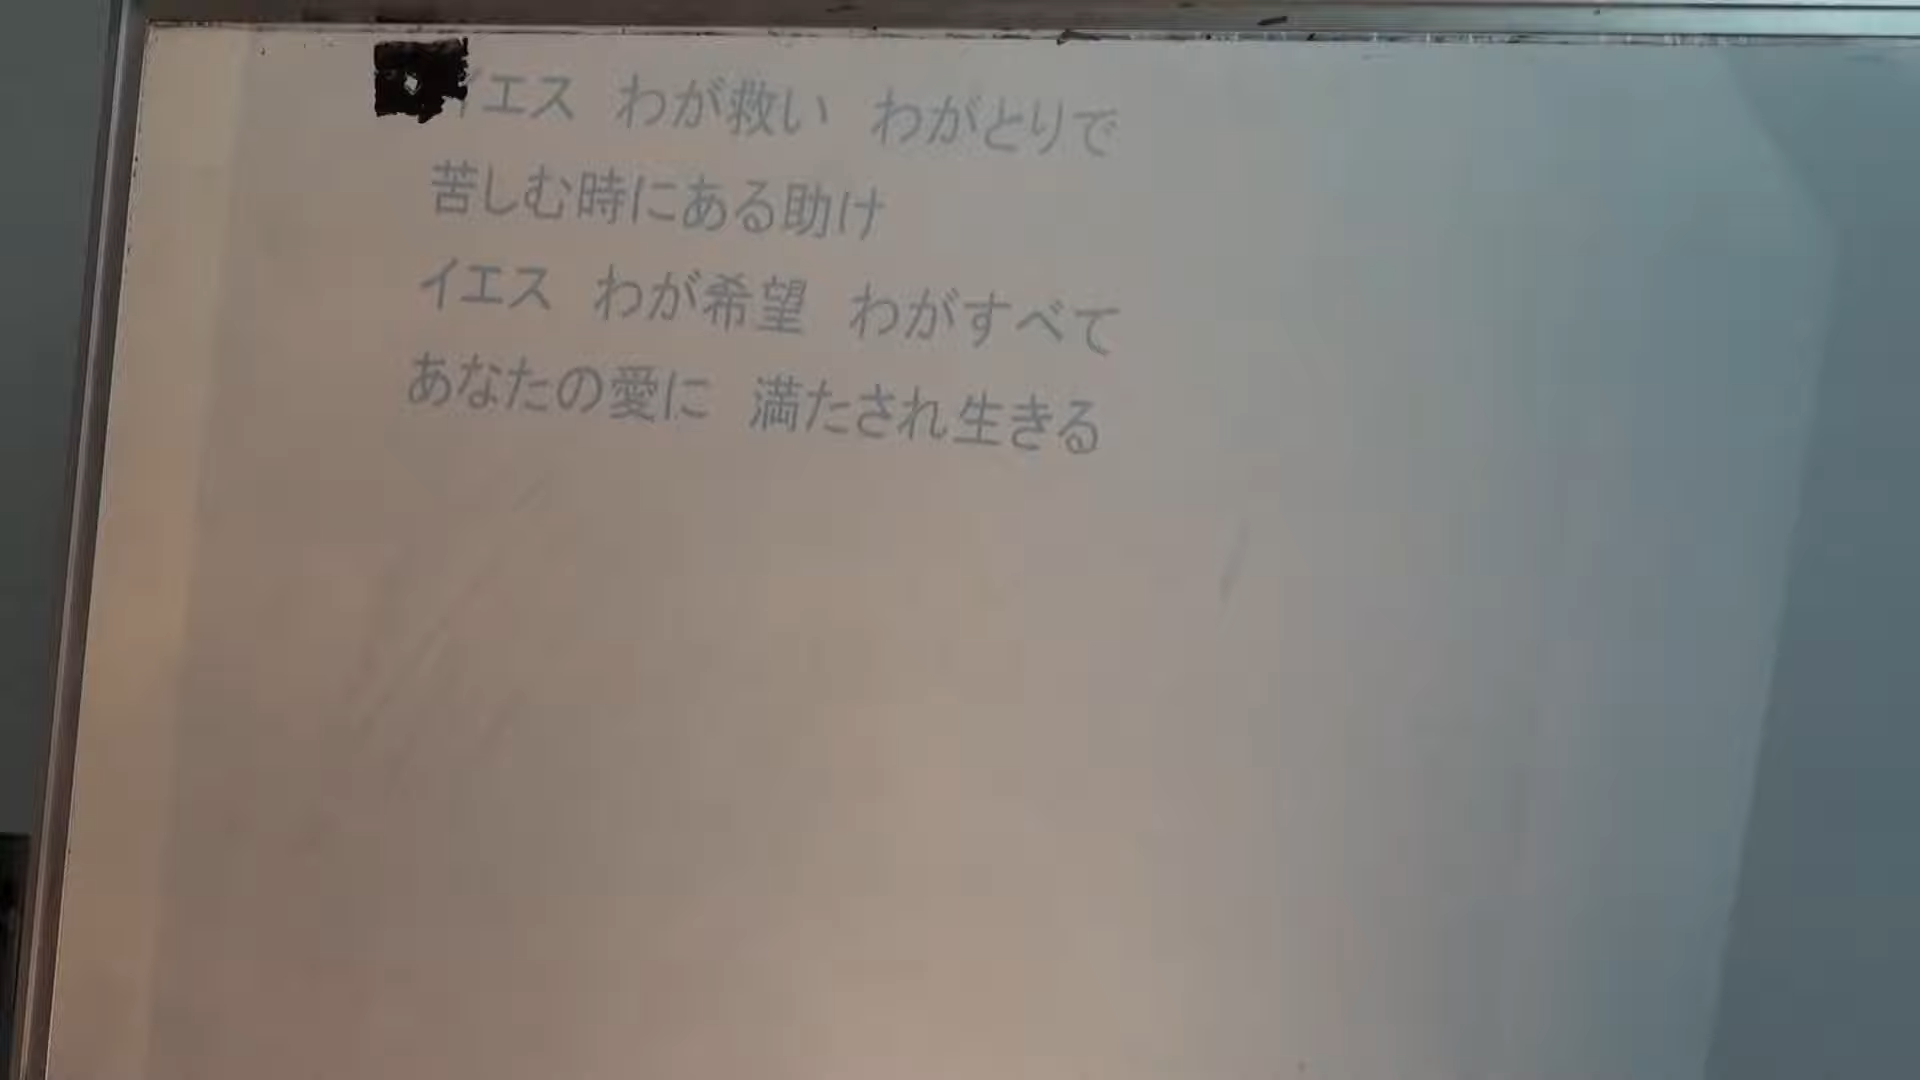 イエス　わが救い　わがとりで
苦しむ時にある助け
イエス　わが希望　わがすべて
あなたの愛に　満たされ生きる